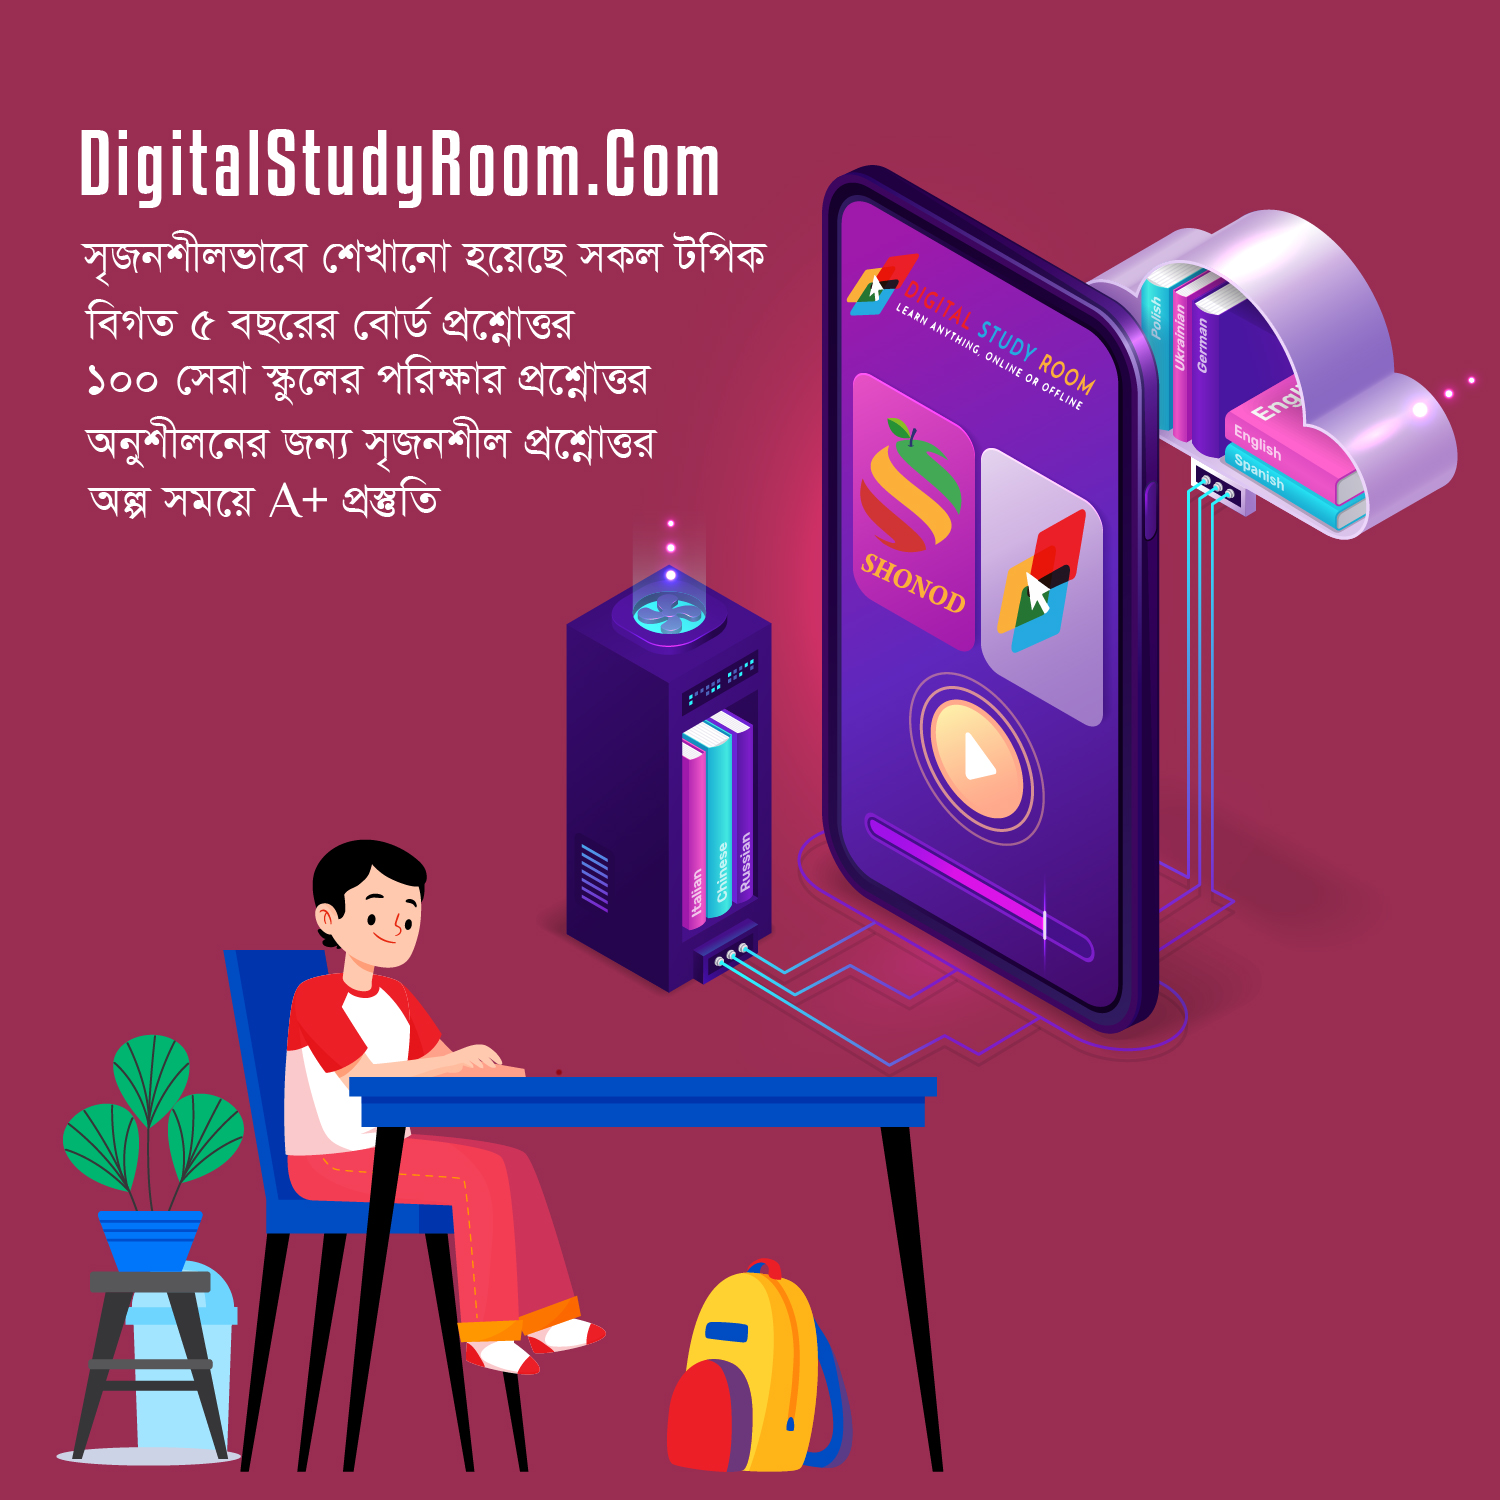 DigitalStudyRoom.Com
সৃজনশীলভাবে শেখানো হয়েছে সকল টপিক
বিগত ৫ বছরের বোর্ড প্রশ্নোত্তর
১০০ সেরা স্কুলের পরিক্ষার প্রশ্নোত্তর
অনুশীলনের জন্য সৃজনশীল প্রশ্নোত্তর
অল্প সময়ে A+ প্রস্তুতি
DIGITAL STUDY ROOM
LEARN ANYTHING, ONLINE OR OFFLINE
SHONOD
Polish
Ukrainian
German
Engli
English
Spanish
Italian
Chinese
Russian